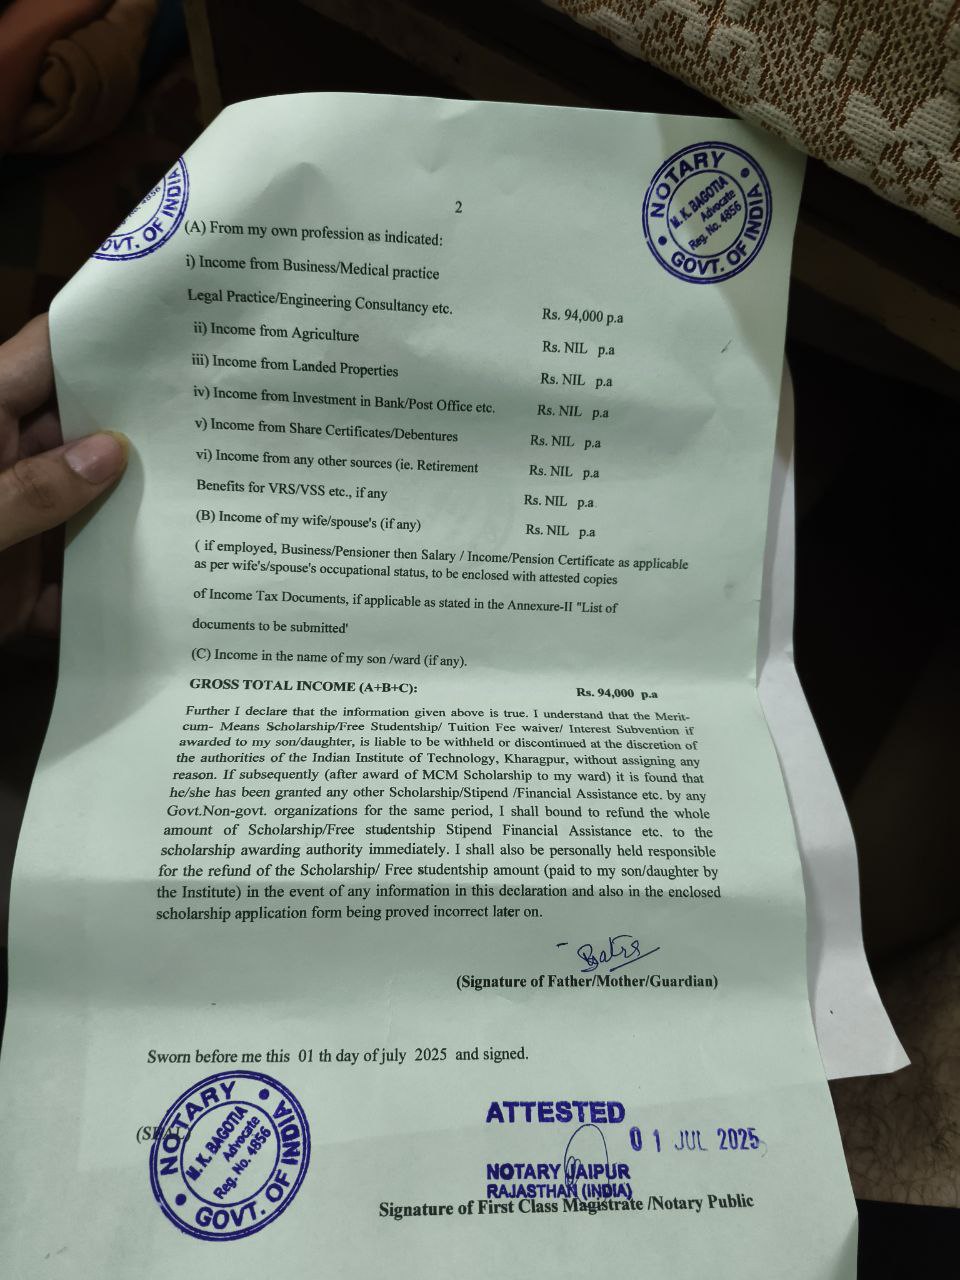 2
NOTARY
M. K. BAGOTIA
Advocate
Reg. No. 4856
GOVT. OF INDIA
4856
GOVT. OF INDIA
(A) From my own profession as indicated:
i) Income from Business/Medical practice
Legal Practice/Engineering Consultancy etc. Rs. 94,000 p.a
ii) Income from Agriculture Rs. NIL p.a
iii) Income from Landed Properties Rs. NIL p.a
iv) Income from Investment in Bank/Post Office etc. Rs. NIL p.a
v) Income from Share Certificates/Debentures Rs. NIL p.a
vi) Income from any other sources (ie. Retirement Rs. NIL p.a
Benefits for VRS/VSS etc., if any Rs. NIL p.a
(B) Income of my wife/spouse's (if any) Rs. NIL p.a
( if employed, Business/Pensioner then Salary / Income/Pension Certificate as applicable
as per wife's/spouse's occupational status, to be enclosed with attested copies
of Income Tax Documents, if applicable as stated in the Annexure-II "List of
documents to be submitted'
(C) Income in the name of my son /ward (if any).
GROSS TOTAL INCOME (A+B+C): Rs. 94,000 p.a
Further I declare that the information given above is true. I understand that the Merit-
cum- Means Scholarship/Free Studentship/ Tuition Fee waiver/ Interest Subvention if
awarded to my son/daughter, is liable to be withheld or discontinued at the discretion of
the authorities of the Indian Institute of Technology, Kharagpur, without assigning any
reason. If subsequently (after award of MCM Scholarship to my ward) it is found that
he/she has been granted any other Scholarship/Stipend /Financial Assistance etc. by any
Govt.Non-govt. organizations for the same period, I shall bound to refund the whole
amount of Scholarship/Free studentship Stipend Financial Assistance etc. to the
scholarship awarding authority immediately. I shall also be personally held responsible
for the refund of the Scholarship/ Free studentship amount (paid to my son/daughter by
the Institute) in the event of any information in this declaration and also in the enclosed
scholarship application form being proved incorrect later on.
(Signature of Father/Mother/Guardian)
Sworn before me this 01 th day of july 2025 and signed.
(SEAL)
NOTARY
M. K. BAGOTIA
Advocate
Reg. No. 4856
GOVT. OF INDIA
ATTESTED
01 JUL 2025
NOTARY JAIPUR
RAJASTHAN (INDIA)
Signature of First Class Magistrate /Notary Public